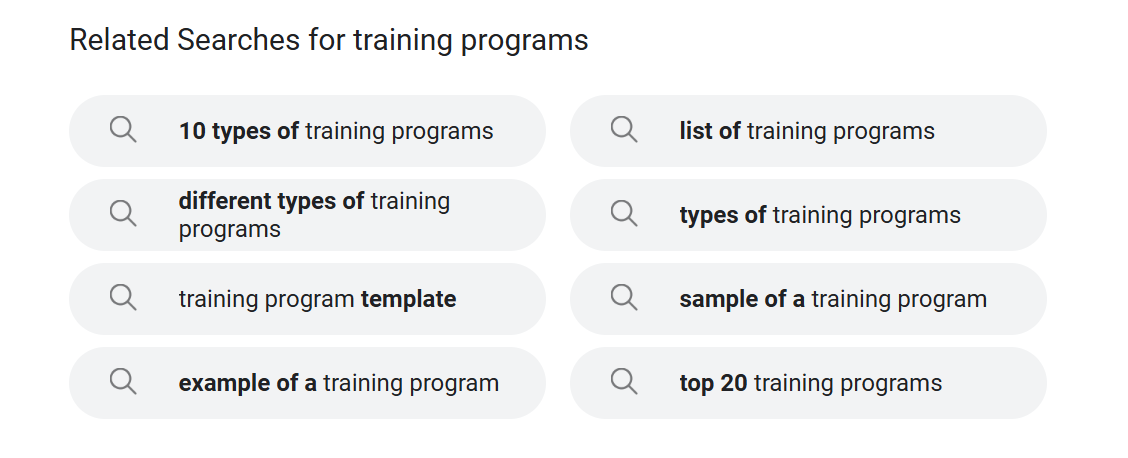 Related Searches for training programs
10 types of training programs
list of training programs
different types of training
programs
types of training programs
training program template
sample of a training program
example of a training program
top 20 training programs